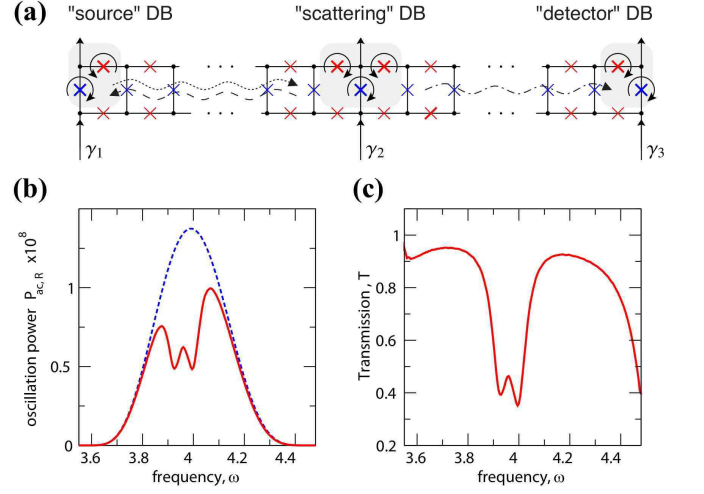 (a)
"source" DB "scattering" DB "detector" DB
. . . . . .
. . . . . .
γ1 γ2 γ3
(b) (c)
oscillation power P ac, R x10^8
1
0.5
0
3.6 3.8 4 4.2 4.4
frequency, ω
Transmission, T
1
0.8
0.6
0.4
0.2
3.6 3.8 4 4.2 4.4
frequency, ω